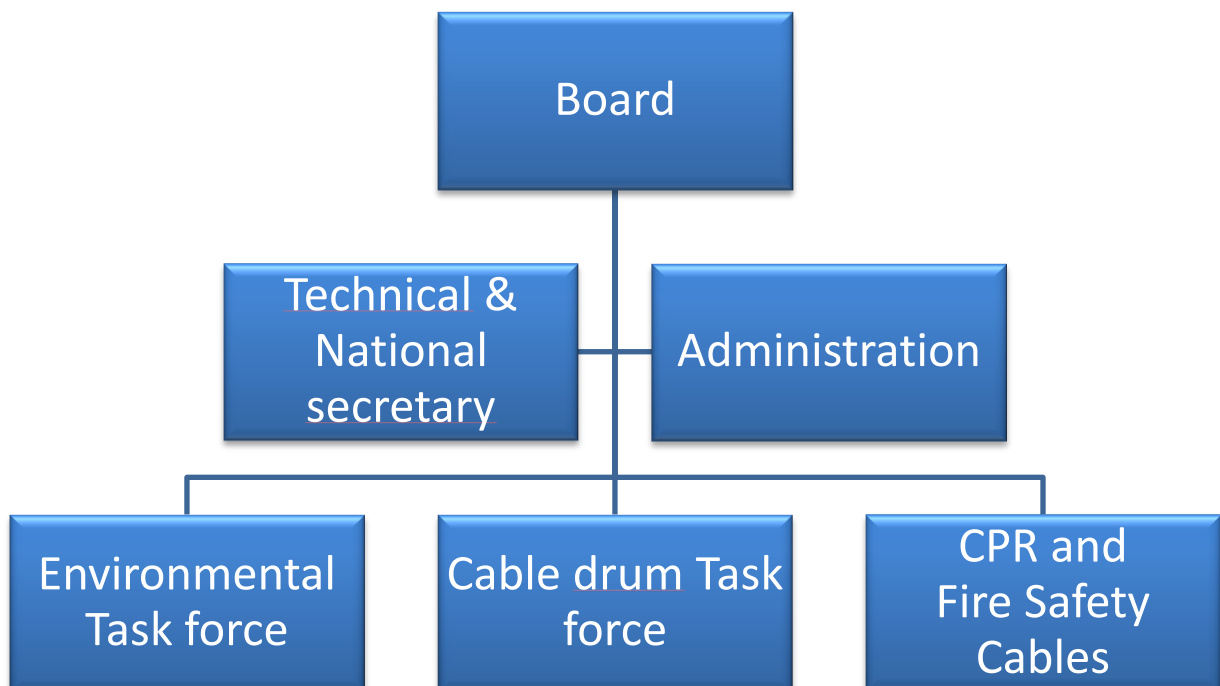 Board
Technical &
National
secretary
Administration
Environmental
Task force
Cable drum Task
force
CPR and
Fire Safety
Cables